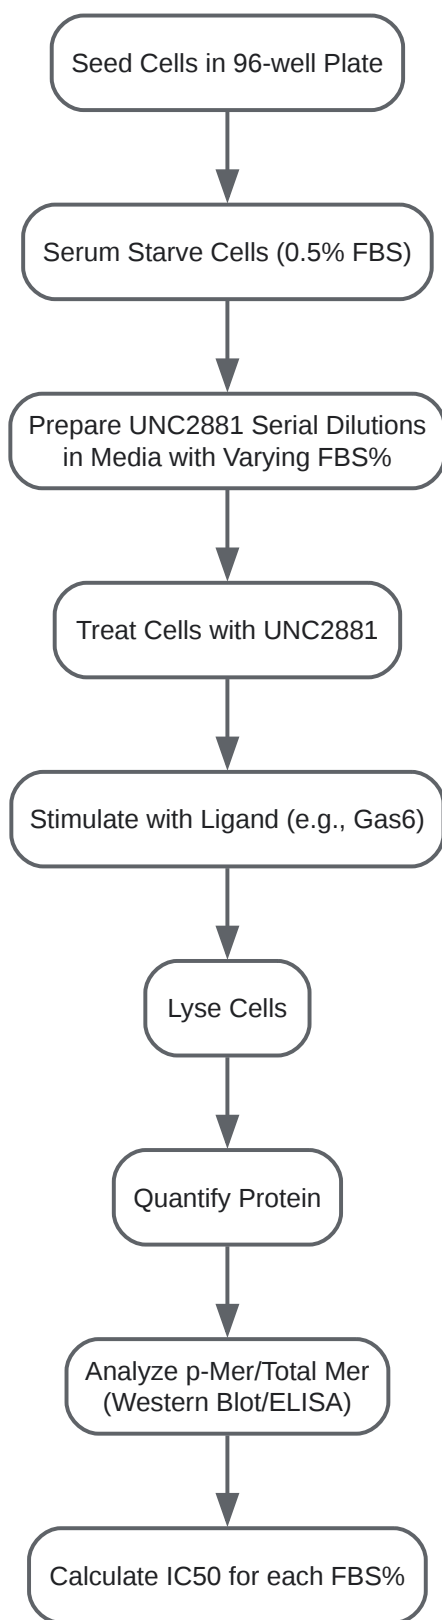 Seed Cells in 96-well Plate
Serum Starve Cells (0.5% FBS)
Prepare UNC2881 Serial Dilutions
in Media with Varying FBS%
Treat Cells with UNC2881
Stimulate with Ligand (e.g., Gas6)
Lyse Cells
Quantify Protein
Analyze p-Mer/Total Mer
(Western Blot/ELISA)
Calculate IC50 for each FBS%